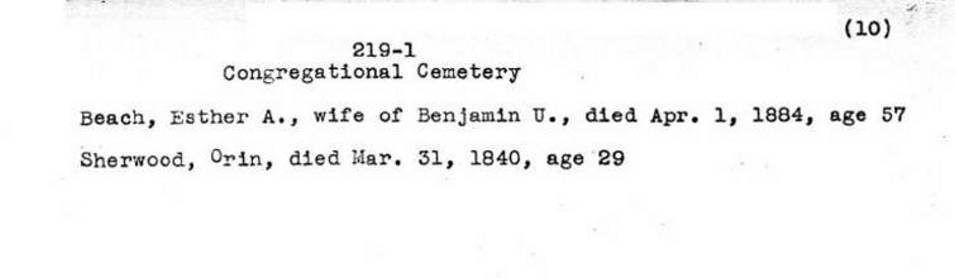 (10)
219-1
Congregational Cemetery
Beach, Esther A., wife of Benjamin U., died Apr. 1, 1884, age 57
Sherwood, Orin, died Mar. 31, 1840, age 29